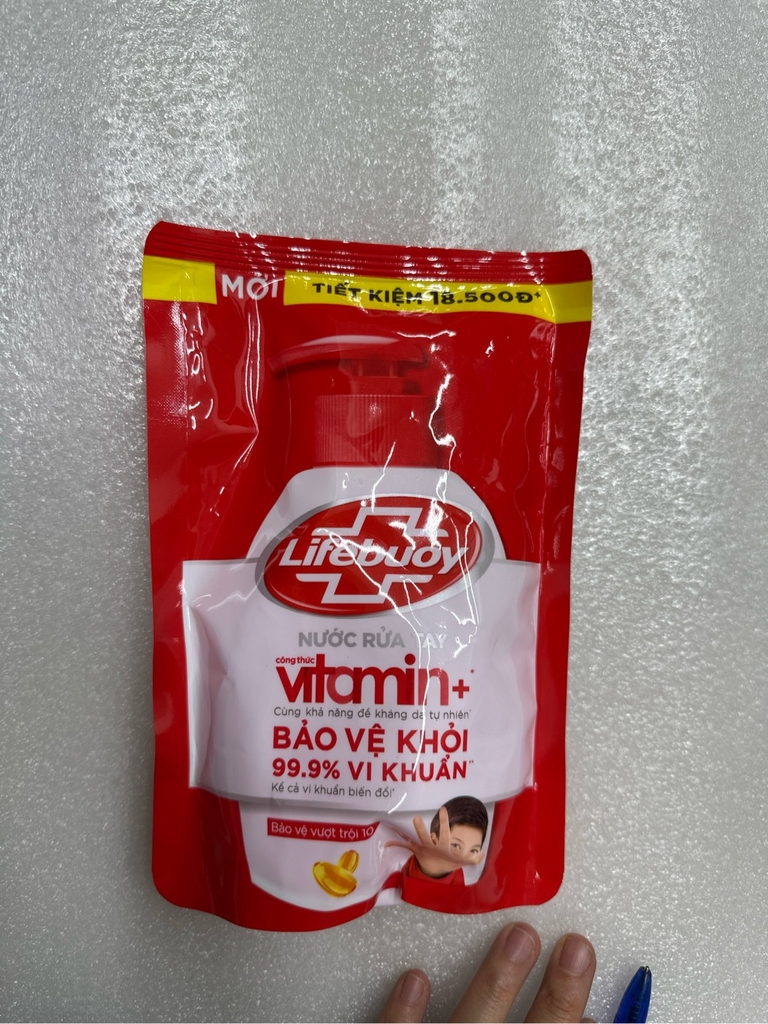 MỚI TIẾT KIỆM 18.500Đ*
Lifebuoy
NƯỚC RỬA TAY
công thức
vitamin+*
Cùng khả năng đề kháng da tự nhiên*
BẢO VỆ KHỎI
99.9% VI KHUẨN**
Kể cả vi khuẩn biến đổi*
Bảo vệ vượt trội 10